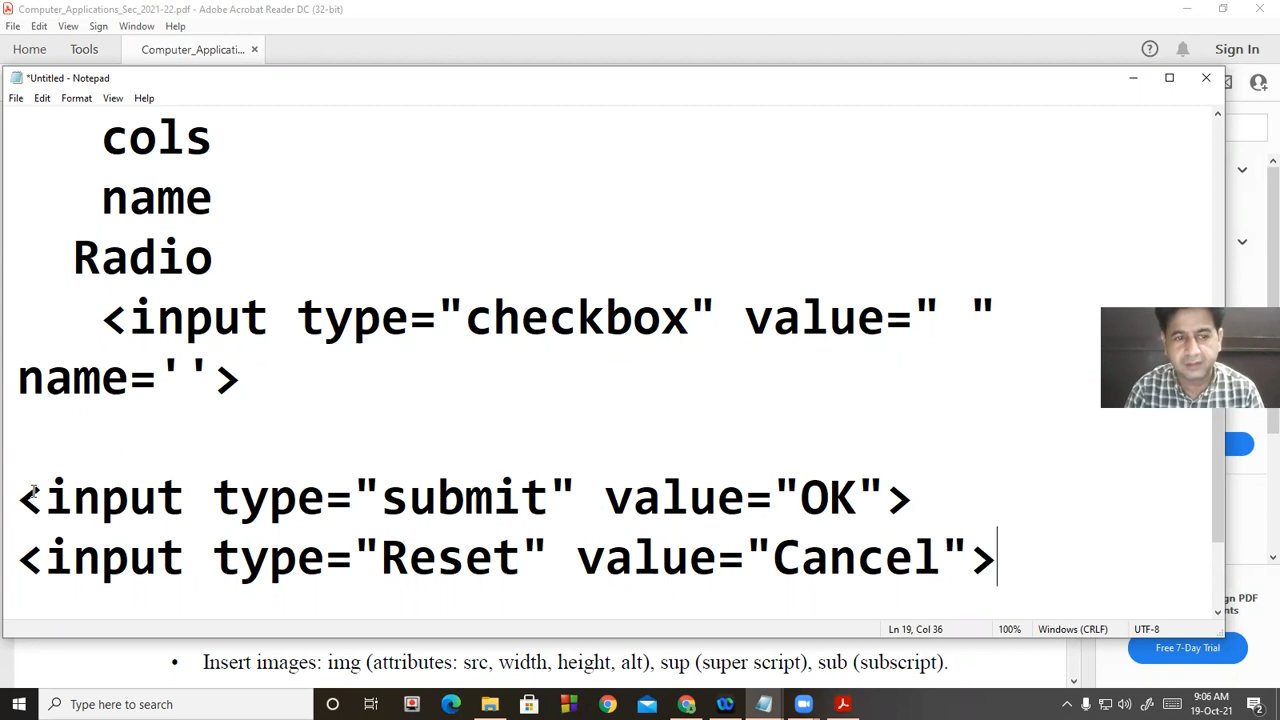 Computer_Applications_Sec_2021-22.pdf - Adobe Acrobat Reader DC (32-bit)
File Edit View Sign Window Help
Home Tools Computer_Applicati... × ? Sign In
*Untitled - Notepad
File Edit Format View Help
cols
name
Radio
<input type="checkbox" value=" "
name=''>
<input type="submit" value="OK">
<input type="Reset" value="Cancel">
Ln 19, Col 36 100% Windows (CRLF) UTF-8
gn PDF
nts
Free 7-Day Trial
• Insert images: img (attributes: src, width, height, alt), sup (super script), sub (subscript).
Type here to search
9:06 AM
19-Oct-21
2